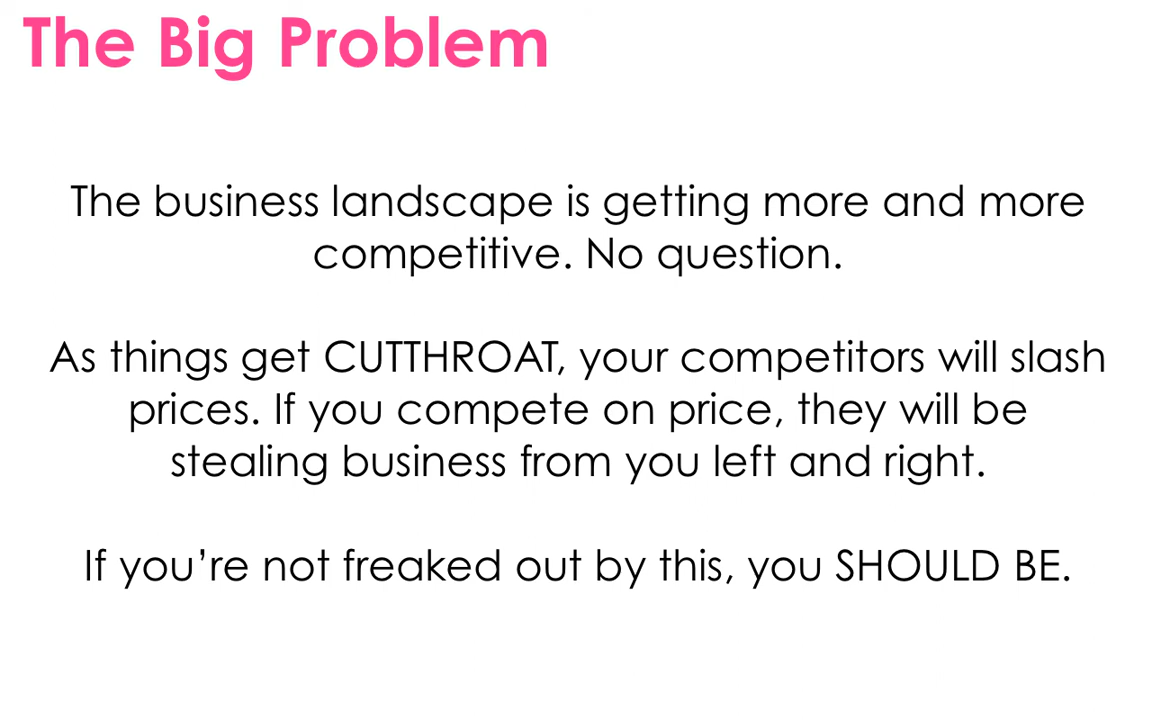 The Big Problem
The business landscape is getting more and more
competitive. No question.
As things get CUTTHROAT, your competitors will slash
prices. If you compete on price, they will be
stealing business from you left and right.
If you’re not freaked out by this, you SHOULD BE.